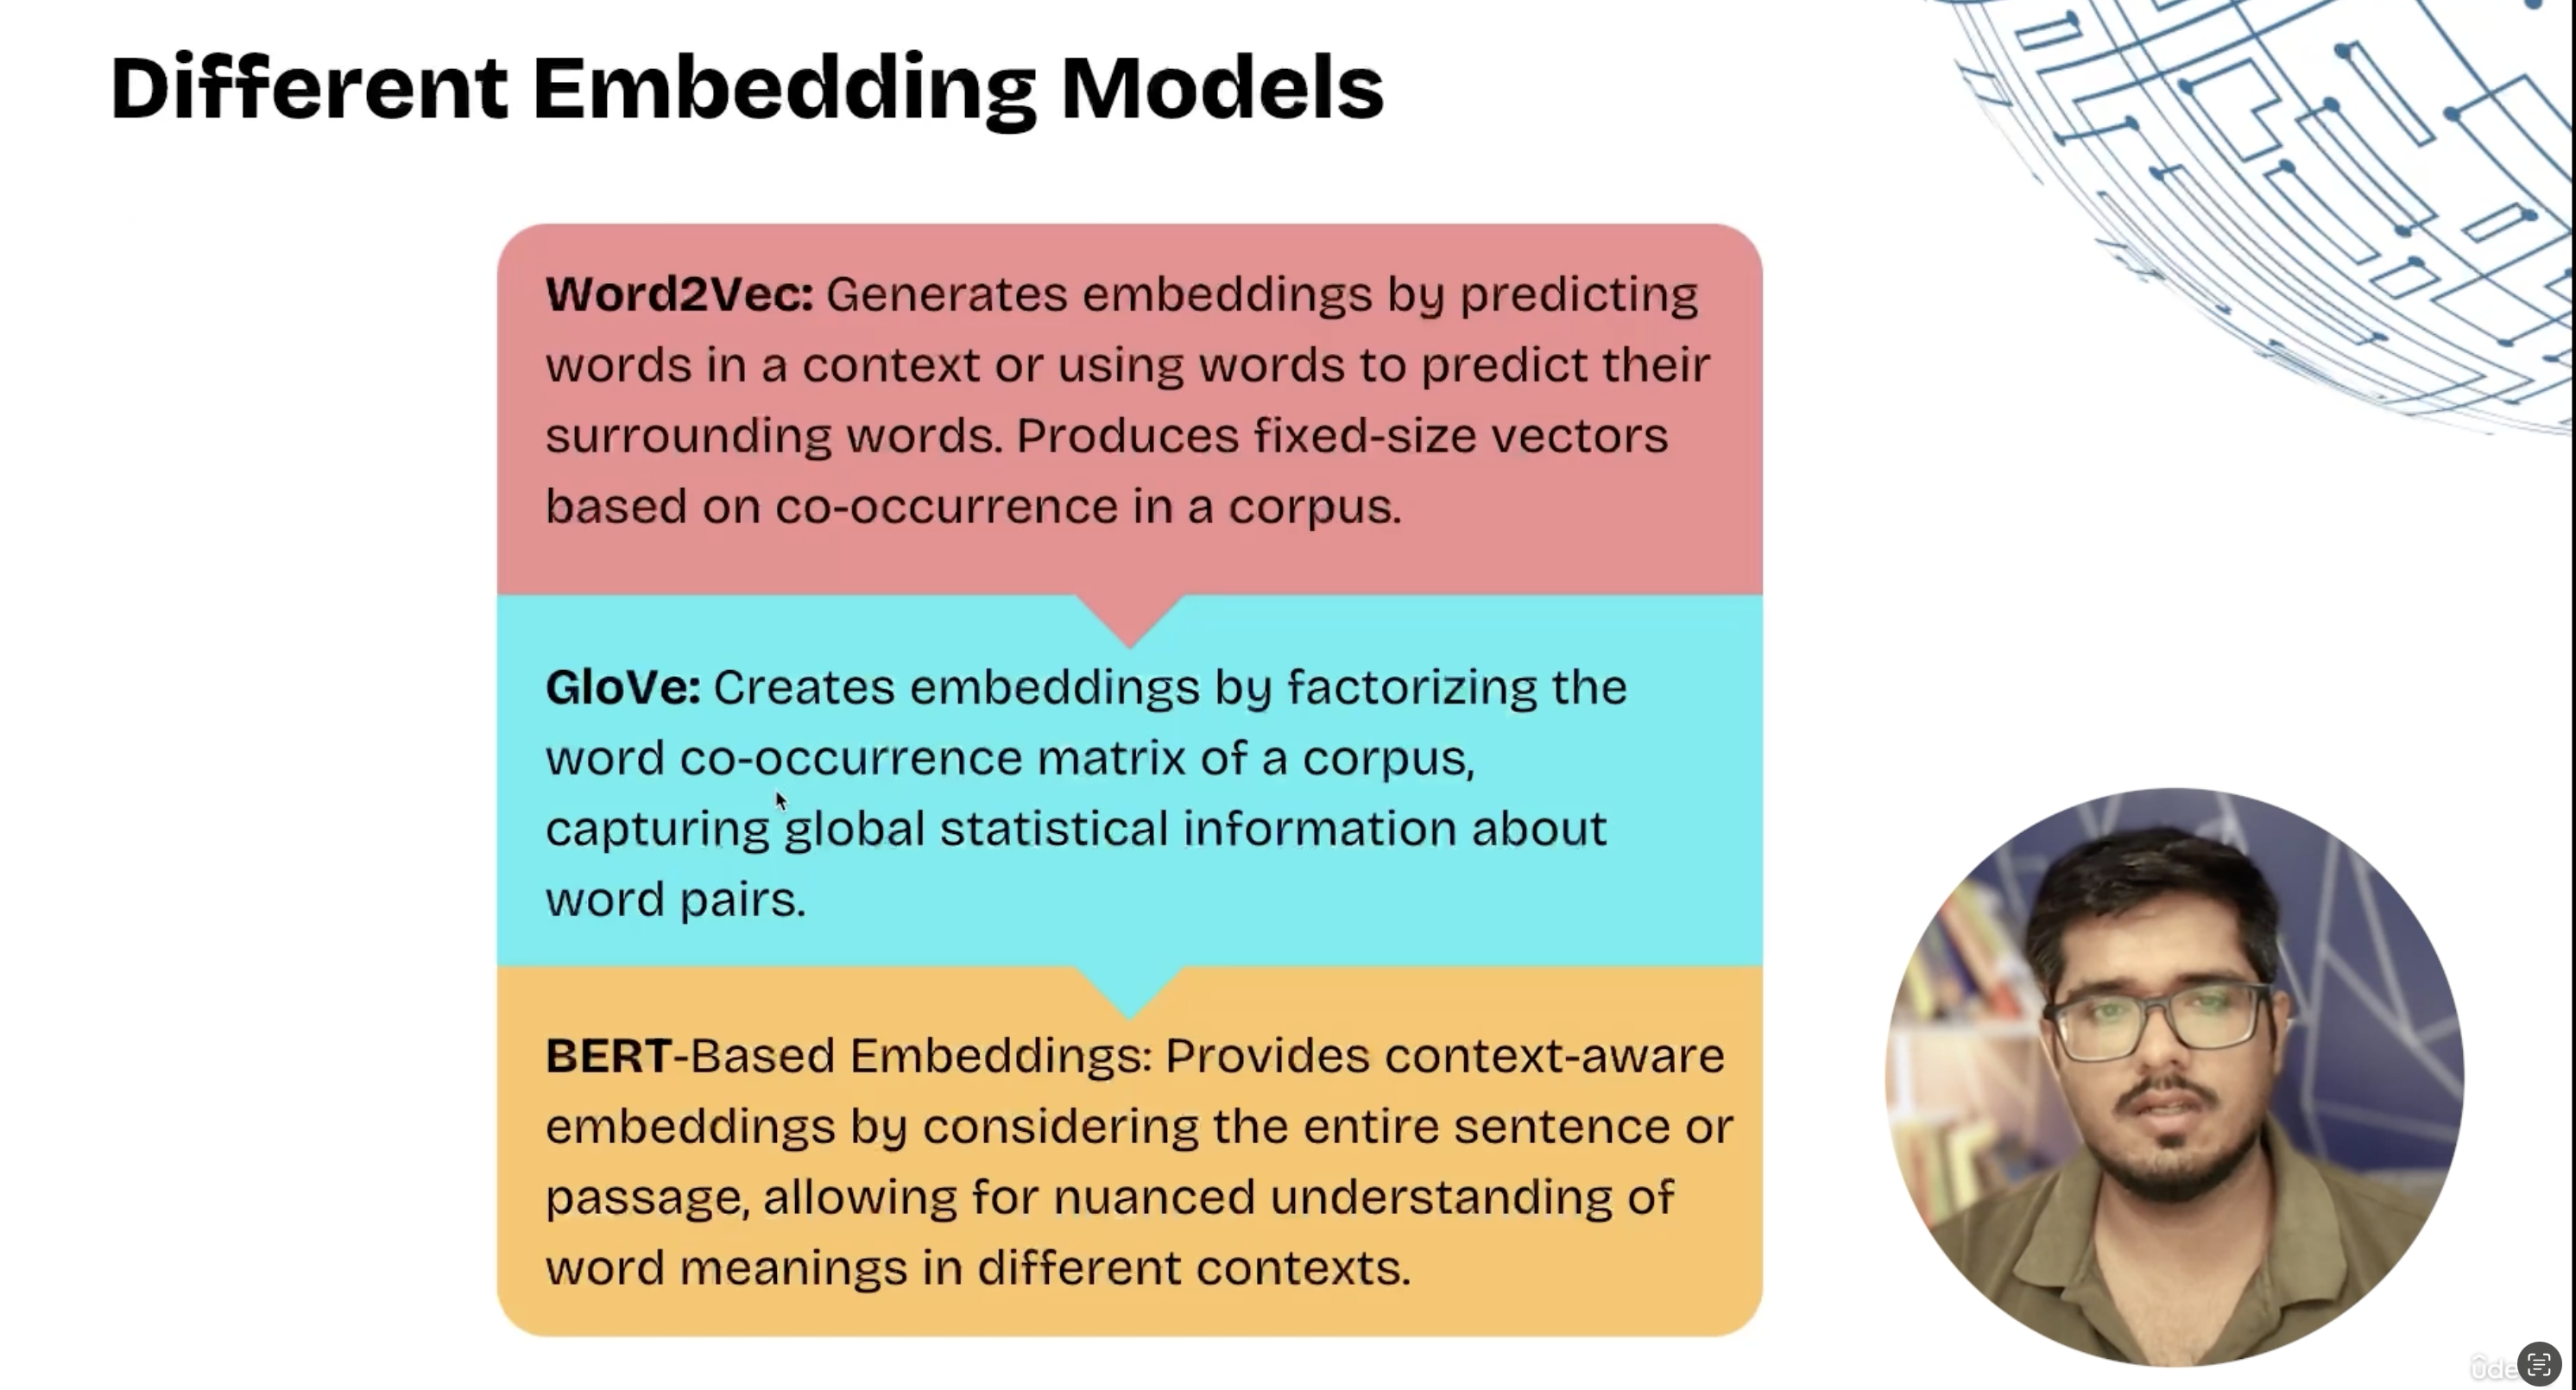 Different Embedding Models
Word2Vec: Generates embeddings by predicting
words in a context or using words to predict their
surrounding words. Produces fixed-size vectors
based on co-occurrence in a corpus.
GloVe: Creates embeddings by factorizing the
word co-occurrence matrix of a corpus,
capturing global statistical information about
word pairs.
BERT-Based Embeddings: Provides context-aware
embeddings by considering the entire sentence or
passage, allowing for nuanced understanding of
word meanings in different contexts.